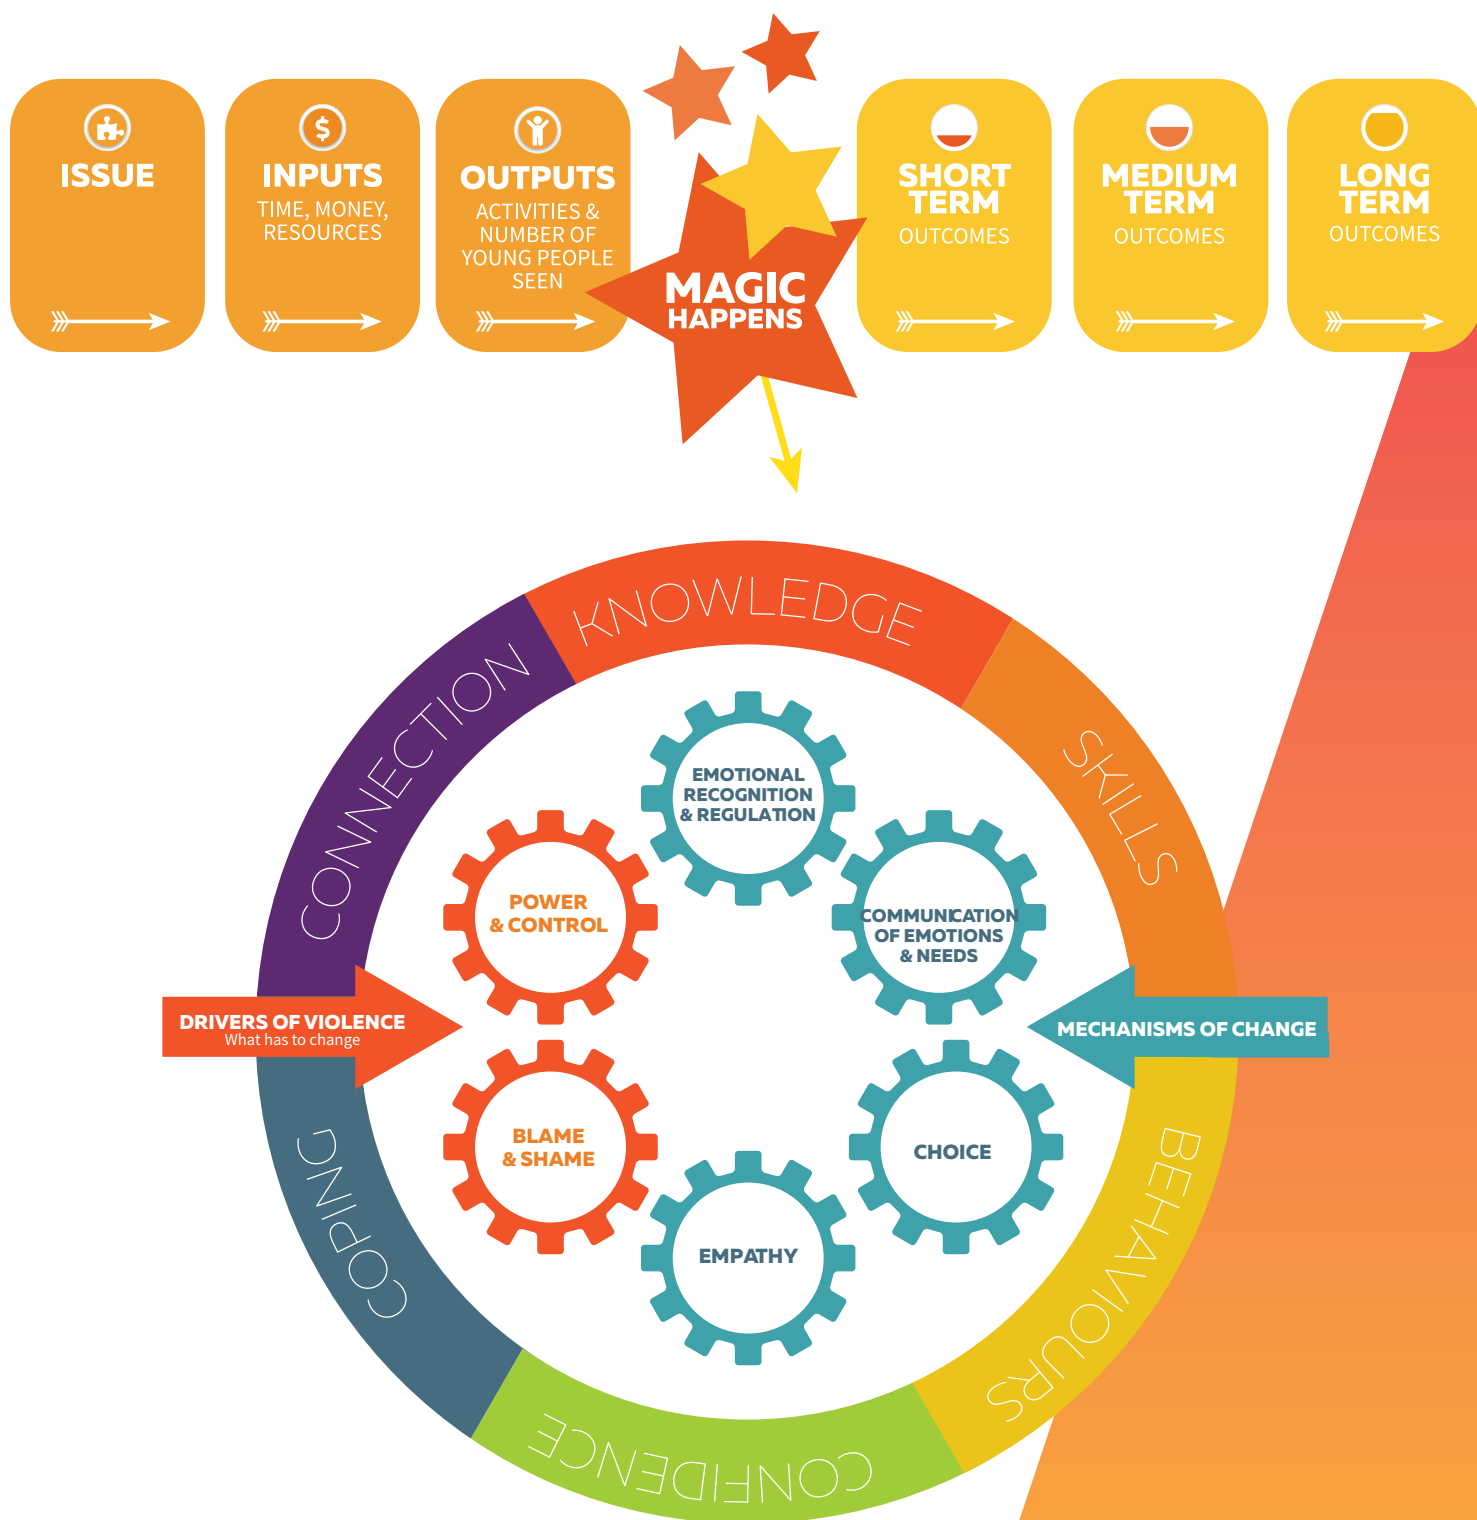 ISSUE
INPUTS
TIME, MONEY,
RESOURCES
OUTPUTS
ACTIVITIES &
NUMBER OF
YOUNG PEOPLE
SEEN
MAGIC
HAPPENS
SHORT
TERM
OUTCOMES
MEDIUM
TERM
OUTCOMES
LONG
TERM
OUTCOMES
KNOWLEDGE
SKILLS
BEHAVIOURS
CONFIDENCE
COPING
CONNECTION
EMOTIONAL
RECOGNITION
& REGULATION
POWER
& CONTROL
COMMUNICATION
OF EMOTIONS
& NEEDS
DRIVERS OF VIOLENCE
What has to change
MECHANISMS OF CHANGE
BLAME
& SHAME
CHOICE
EMPATHY
$